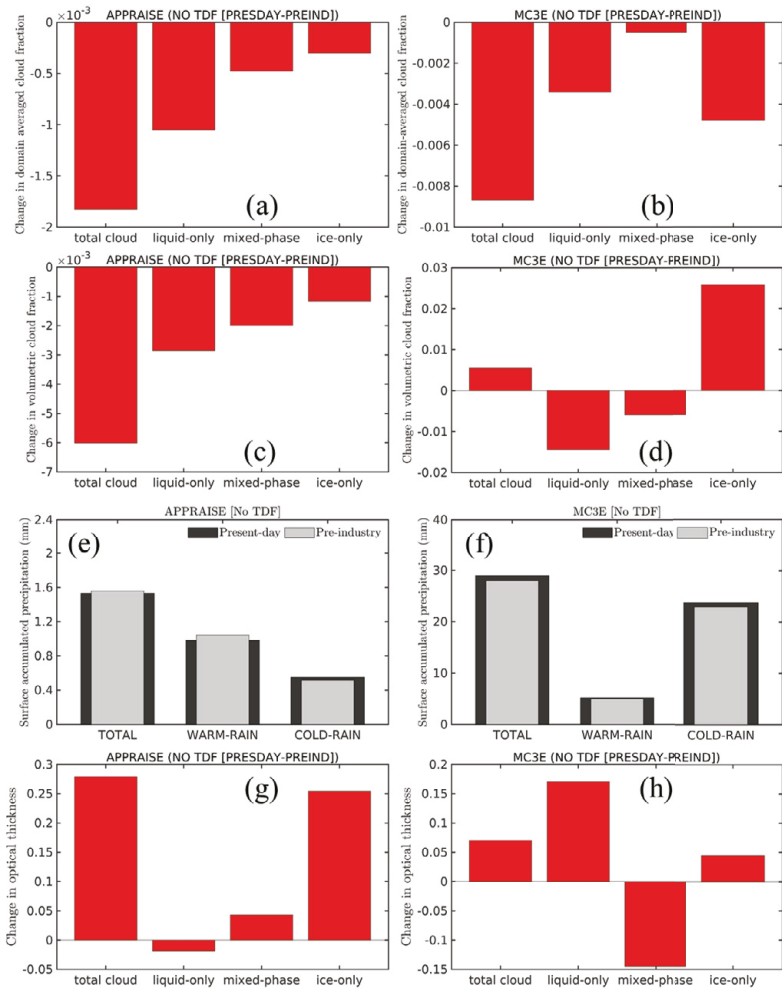 APPRAISE (NO TDF [PRESDAY-PREIND])
×10⁻³
Change in domain averaged cloud fraction
0
-0.5
-1
-1.5
-2
(a)
total cloud liquid-only mixed-phase ice-only
MC3E (NO TDF [PRESDAY-PREIND])
Change in domain-averaged cloud fraction
0
-0.002
-0.004
-0.006
-0.008
-0.01
(b)
total cloud liquid-only mixed-phase ice-only
APPRAISE (NO TDF [PRESDAY-PREIND])
×10⁻³
Change in volumetric cloud fraction
0
-1
-2
-3
-4
-5
-6
-7
(c)
total cloud liquid-only mixed-phase ice-only
MC3E (NO TDF [PRESDAY-PREIND])
Change in volumetric cloud fraction
0.03
0.02
0.01
0
-0.01
-0.02
(d)
total cloud liquid-only mixed-phase ice-only
APPRAISE [No TDF]
Surface accumulated precipitation (mm)
2.4
2
1.6
1.2
0.8
0.4
0
(e)
Present-day Pre-industry
TOTAL WARM-RAIN COLD-RAIN
MC3E [No TDF]
Surface accumulated precipitation (mm)
40
30
20
10
0
(f)
Present-day Pre-industry
TOTAL WARM-RAIN COLD-RAIN
APPRAISE (NO TDF [PRESDAY-PREIND])
Change in optical thickness
0.3
0.25
0.2
0.15
0.1
0.05
0
-0.05
(g)
total cloud liquid-only mixed-phase ice-only
MC3E (NO TDF [PRESDAY-PREIND])
Change in optical thickness
0.2
0.15
0.1
0.05
0
-0.05
-0.1
-0.15
(h)
total cloud liquid-only mixed-phase ice-only